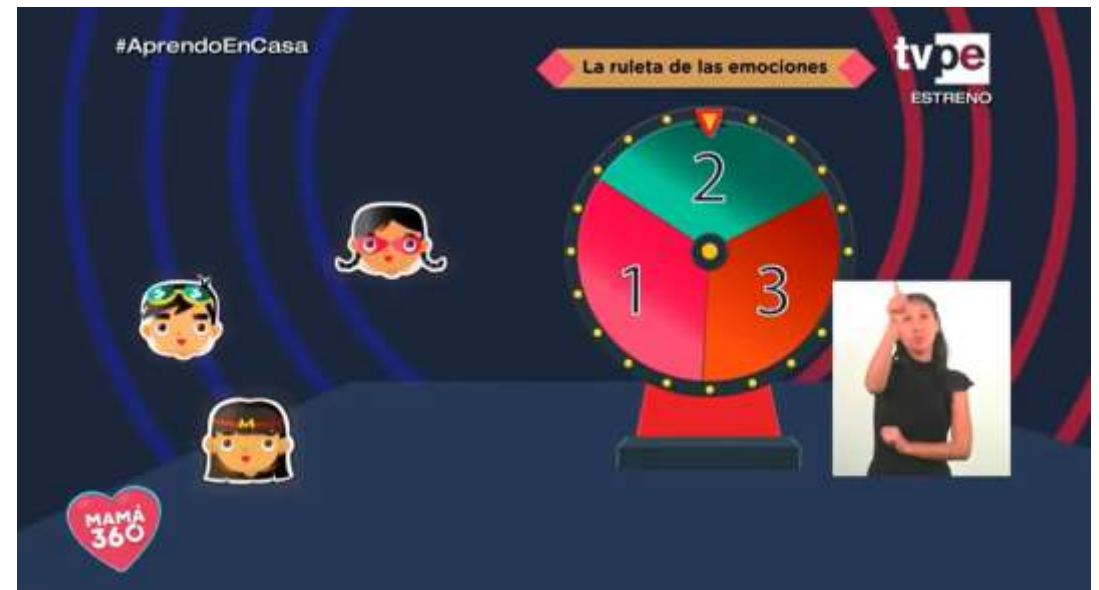 #AprendoEnCasa
La ruleta de las emociones
tvpe
ESTRENO
2
1
3
M
MAMÁ
360